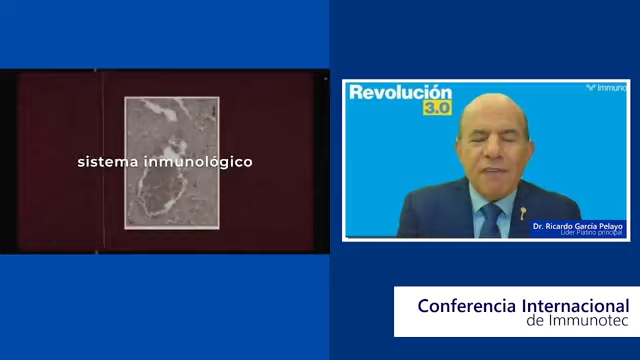 sistema inmunológico
Revolución
3.0
Immuno
Dr. Ricardo García Pelayo
Líder Platino principal
Conferencia Internacional
de Immunotec